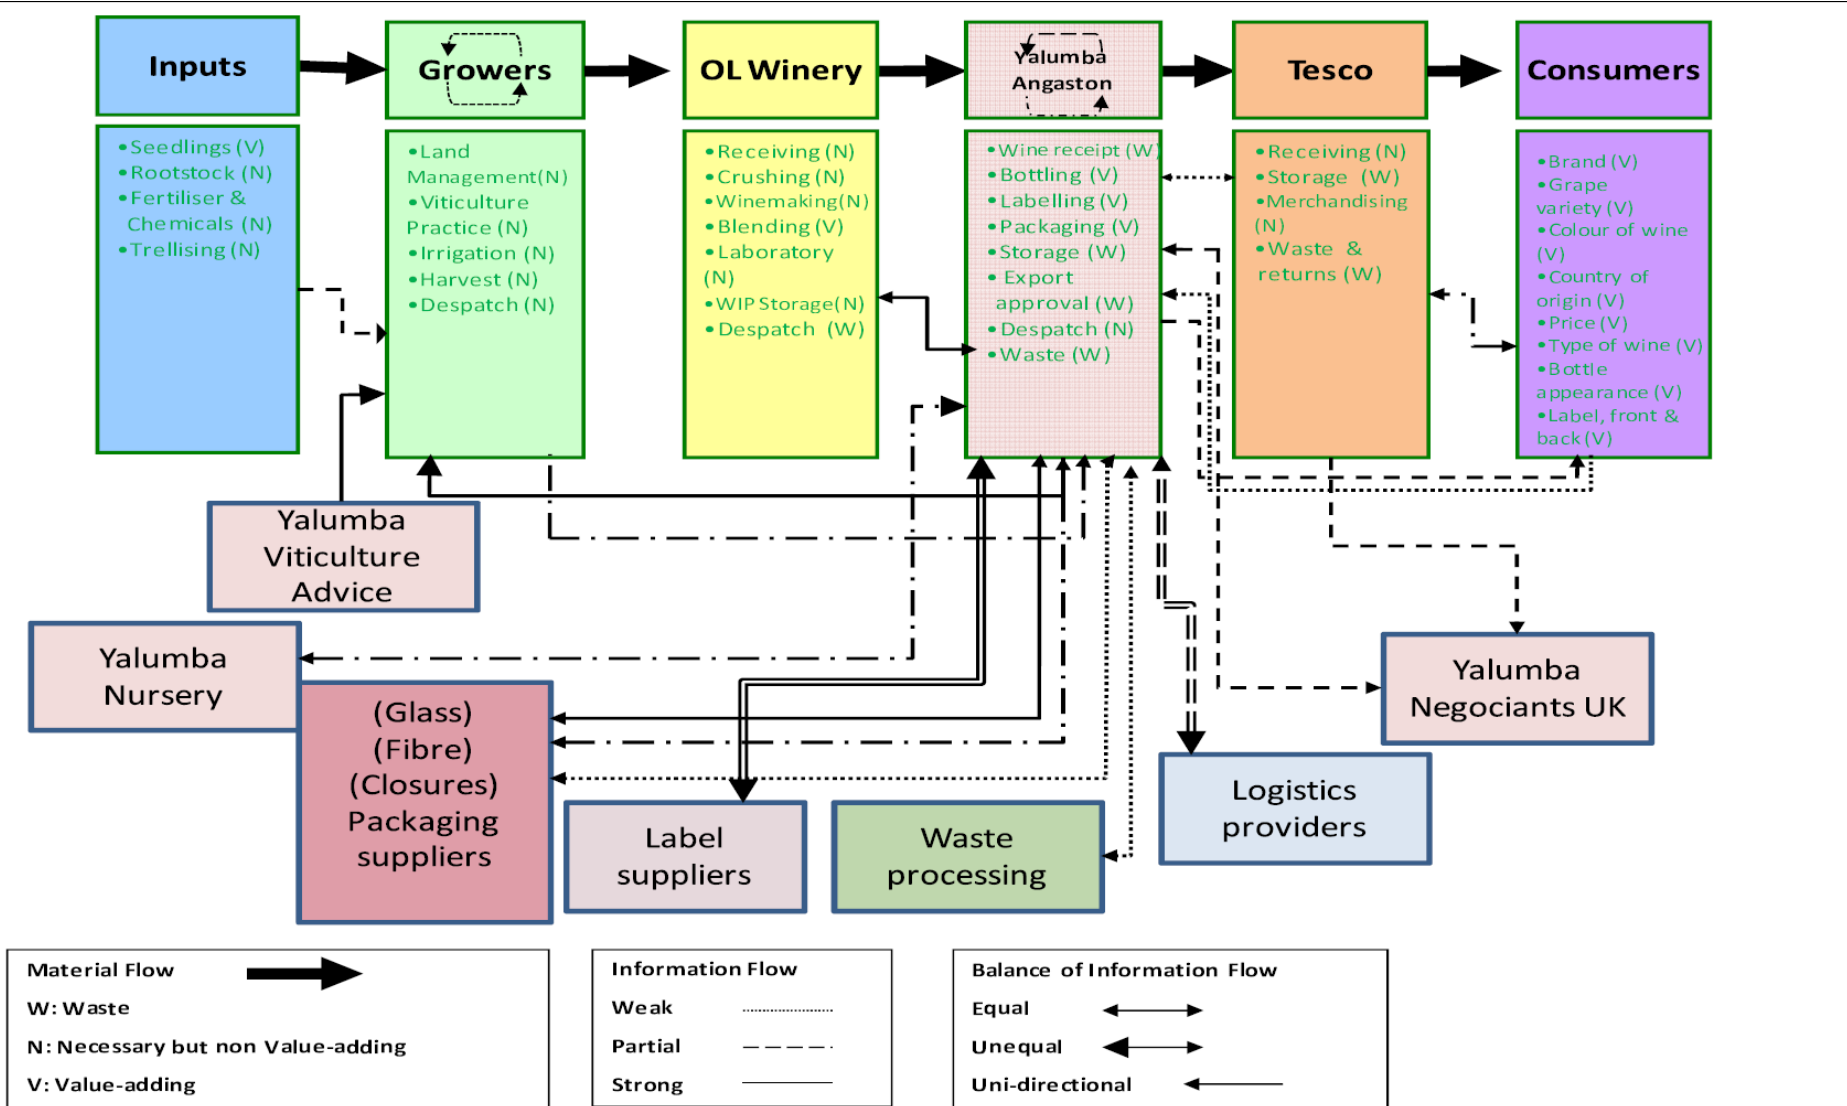 Inputs
Growers
OL Winery
Yalumba
Angaston
Tesco
Consumers
•Seedlings (V)
•Rootstock (N)
•Fertiliser &
Chemicals (N)
•Trellising (N)
•Land
Management(N)
•Viticulture
Practice (N)
•Irrigation (N)
•Harvest (N)
•Despatch (N)
•Receiving (N)
•Crushing (N)
•Winemaking(N)
•Blending (V)
•Laboratory
(N)
•WIP Storage(N)
•Despatch (W)
•Wine receipt (W)
•Bottling (V)
•Labelling (V)
•Packaging (V)
•Storage (W)
•Export
approval (W)
•Despatch (N)
•Waste (W)
•Receiving (N)
•Storage (W)
•Merchandising
(N)
•Waste &
returns (W)
•Brand (V)
•Grape
variety (V)
•Colour of wine
(V)
•Country of
origin (V)
•Price (V)
•Type of wine (V)
•Bottle
appearance (V)
•Label, front &
back (V)
Yalumba
Viticulture
Advice
Yalumba
Nursery
(Glass)
(Fibre)
(Closures)
Packaging
suppliers
Label
suppliers
Waste
processing
Logistics
providers
Yalumba
Negociants UK
Material Flow
W: Waste
N: Necessary but non Value-adding
V: Value-adding
Information Flow
Weak
Partial
Strong
Balance of Information Flow
Equal
Unequal
Uni-directional